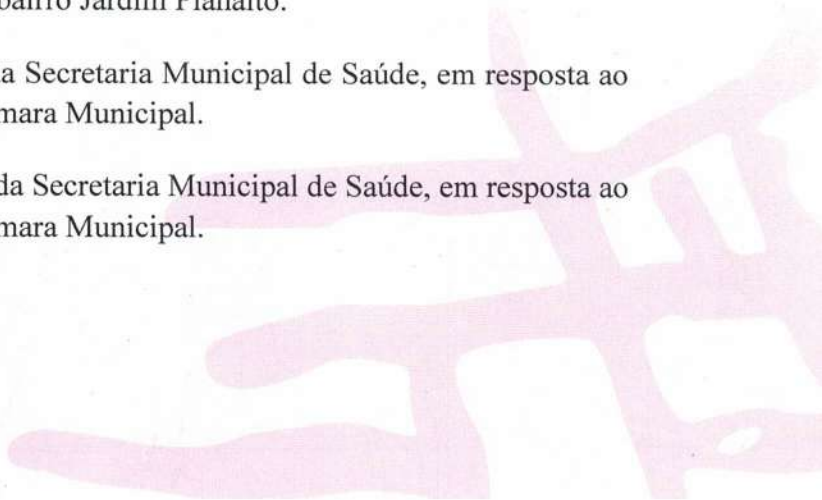 bairro Jardim Planalto.
da Secretaria Municipal de Saúde, em resposta ao
mara Municipal.
da Secretaria Municipal de Saúde, em resposta ao
mara Municipal.